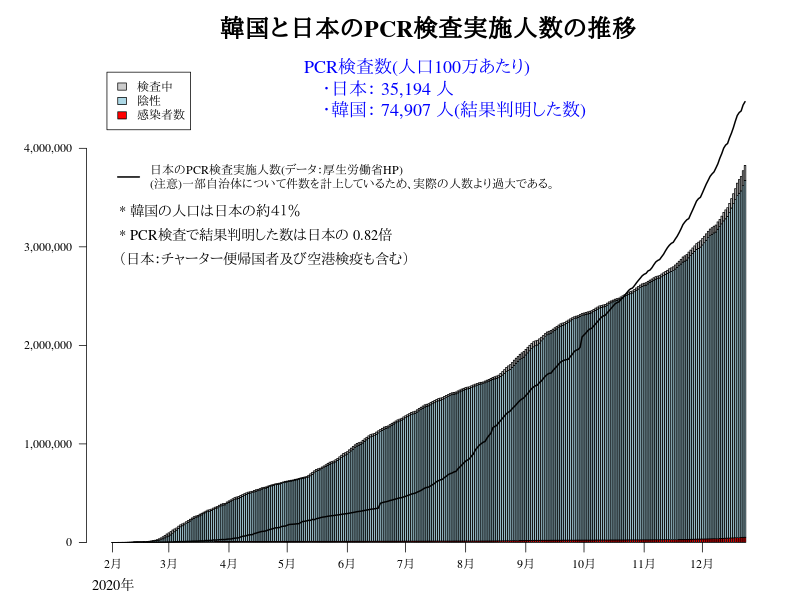 韓国と日本のPCR検査実施人数の推移
PCR検査数(人口100万あたり)
・日本: 35,194 人
・韓国: 74,907 人(結果判明した数)
検査中
陰性
感染者数
日本のPCR検査実施人数(データ：厚生労働省HP)
(注意)一部自治体について件数を計上しているため、実際の人数より過大である。
* 韓国の人口は日本の約41％
* PCR検査で結果判明した数は日本の 0.82倍
（日本：チャーター便帰国者及び空港検疫も含む）
4,000,000
3,000,000
2,000,000
1,000,000
0
2月 3月 4月 5月 6月 7月 8月 9月 10月 11月 12月
2020年